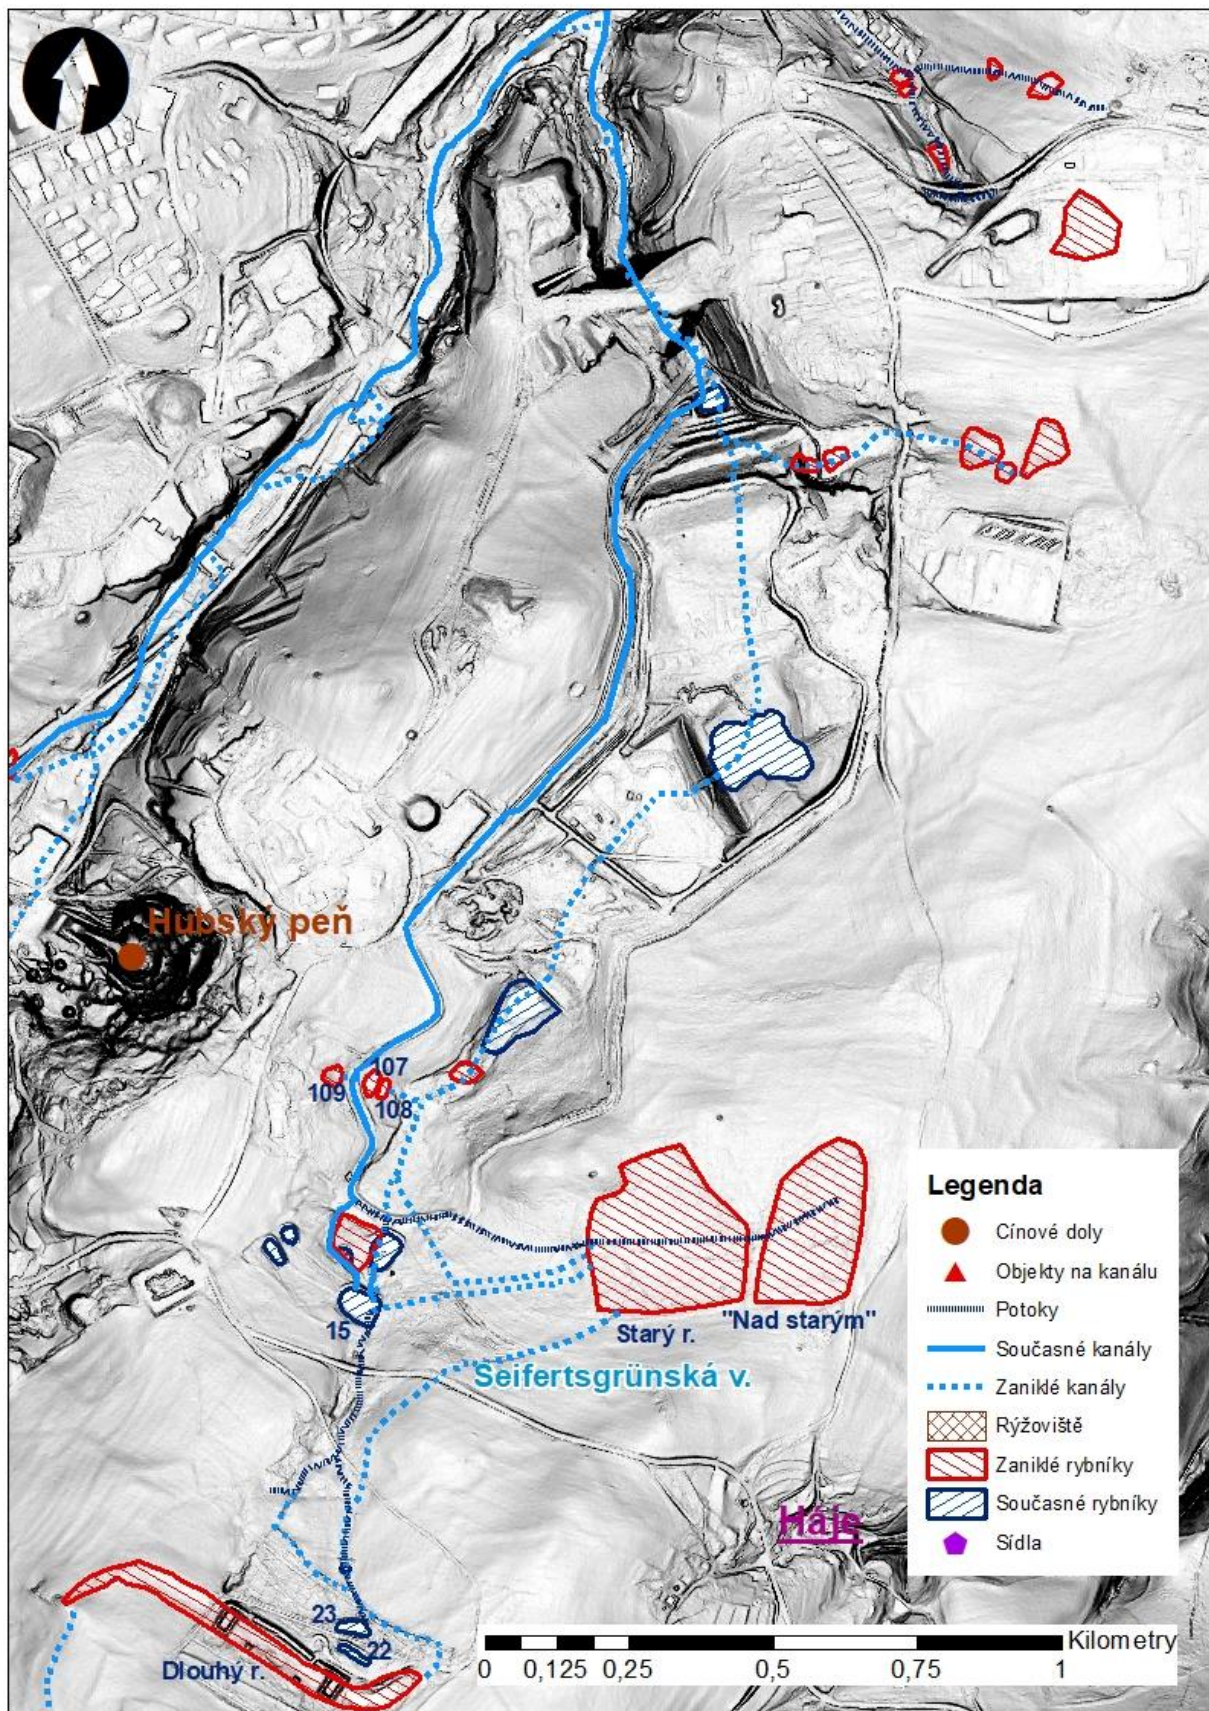 Hubský peň
107
109
108
15
Starý r.
"Nad starým"
Seifertsgrünská v.
Háje
23
22
Dlouhý r.
Legenda
Cínové doly
Objekty na kanálu
Potoky
Současné kanály
Zaniklé kanály
Rýžoviště
Zaniklé rybníky
Současné rybníky
Sídla
Kilometry
0 0,125 0,25 0,5 0,75 1